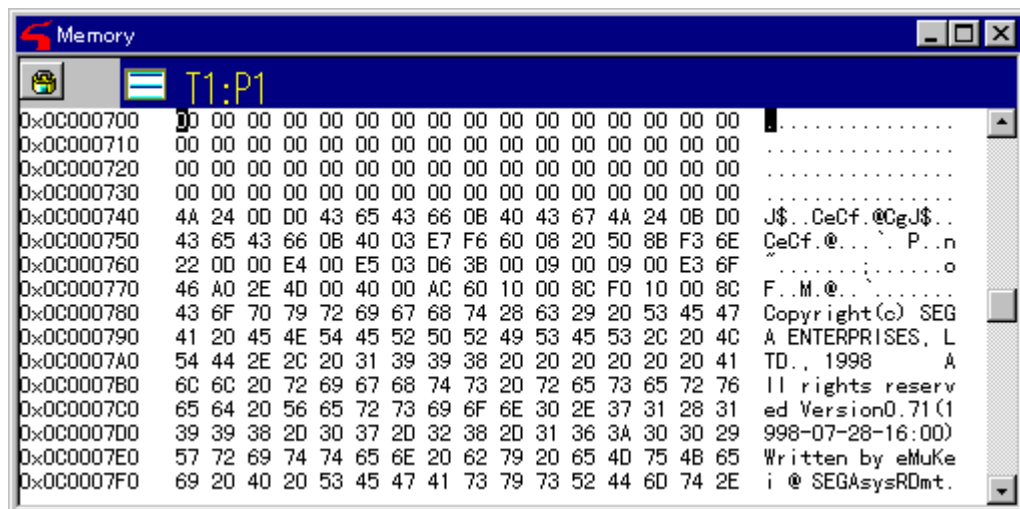 Memory
T1:P1
0x0C000700 00 00 00 00 00 00 00 00 00 00 00 00 00 00 00 00 ................
0x0C000710 00 00 00 00 00 00 00 00 00 00 00 00 00 00 00 00 ................
0x0C000720 00 00 00 00 00 00 00 00 00 00 00 00 00 00 00 00 ................
0x0C000730 00 00 00 00 00 00 00 00 00 00 00 00 00 00 00 00 ................
0x0C000740 4A 24 0D D0 43 65 43 66 0B 40 43 67 4A 24 0B D0 J$..CeCf.@CgJ$..
0x0C000750 43 65 43 66 0B 40 03 E7 F6 60 08 20 50 8B F3 6E CeCf.@...`. P..n
0x0C000760 22 0D 00 E4 00 E5 03 D6 3B 00 09 00 09 00 E3 6F ".......;......o
0x0C000770 46 A0 2E 4D 00 40 00 AC 60 10 00 8C F0 10 00 8C F..M.@..`.......
0x0C000780 43 6F 70 79 72 69 67 68 74 28 63 29 20 53 45 47 Copyright(c) SEG
0x0C000790 41 20 45 4E 54 45 52 50 52 49 53 45 53 2C 20 4C A ENTERPRISES, L
0x0C0007A0 54 44 2E 2C 20 31 39 39 38 20 20 20 20 20 20 41 TD., 1998      A
0x0C0007B0 6C 6C 20 72 69 67 68 74 73 20 72 65 73 65 72 76 ll rights reserv
0x0C0007C0 65 64 20 56 65 72 73 69 6F 6E 30 2E 37 31 28 31 ed Version0.71(1
0x0C0007D0 39 39 38 2D 30 37 2D 32 38 2D 31 36 3A 30 30 29 998-07-28-16:00)
0x0C0007E0 57 72 69 74 74 65 6E 20 62 79 20 65 4D 75 4B 65 Written by eMuKe
0x0C0007F0 69 20 40 20 53 45 47 41 73 79 73 52 44 6D 74 2E i @ SEGAsysRDmt.